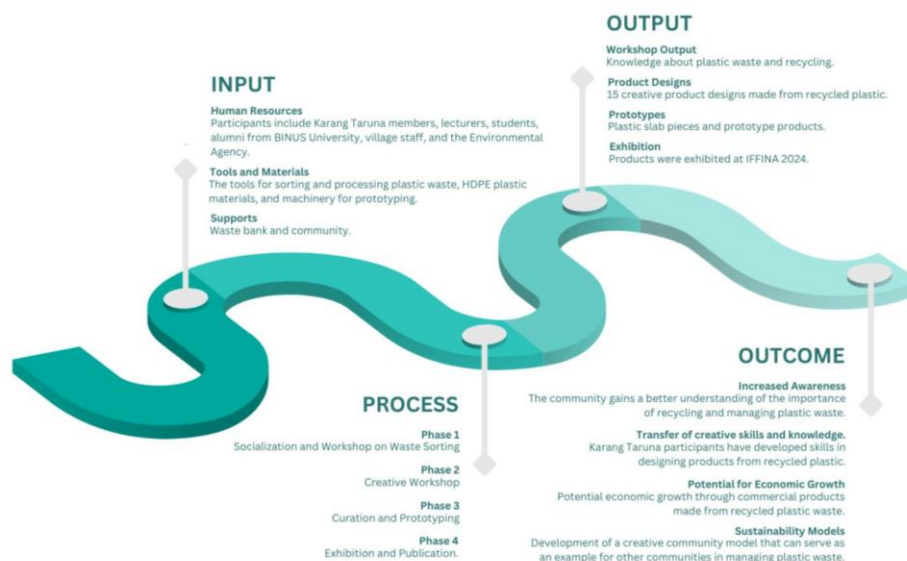 INPUT
Human Resources
Participants include Karang Taruna members, lecturers, students,
alumni from BINUS University, village staff, and the Environmental
Agency.
Tools and Materials
The tools for sorting and processing plastic waste, HDPE plastic
materials, and machinery for prototyping.
Supports
Waste bank and community.
PROCESS
Phase 1
Socialization and Workshop on Waste Sorting
Phase 2
Creative Workshop
Phase 3
Curation and Prototyping
Phase 4
Exhibition and Publication.
OUTPUT
Workshop Output
Knowledge about plastic waste and recycling.
Product Designs
15 creative product designs made from recycled plastic.
Prototypes
Plastic slab pieces and prototype products.
Exhibition
Products were exhibited at IFFINA 2024.
OUTCOME
Increased Awareness
The community gains a better understanding of the importance
of recycling and managing plastic waste.
Transfer of creative skills and knowledge.
Karang Taruna participants have developed skills in
designing products from recycled plastic.
Potential for Economic Growth
Potential economic growth through commercial products
made from recycled plastic waste.
Sustainability Models
Development of a creative community model that can serve as
an example for other communities in managing plastic waste.